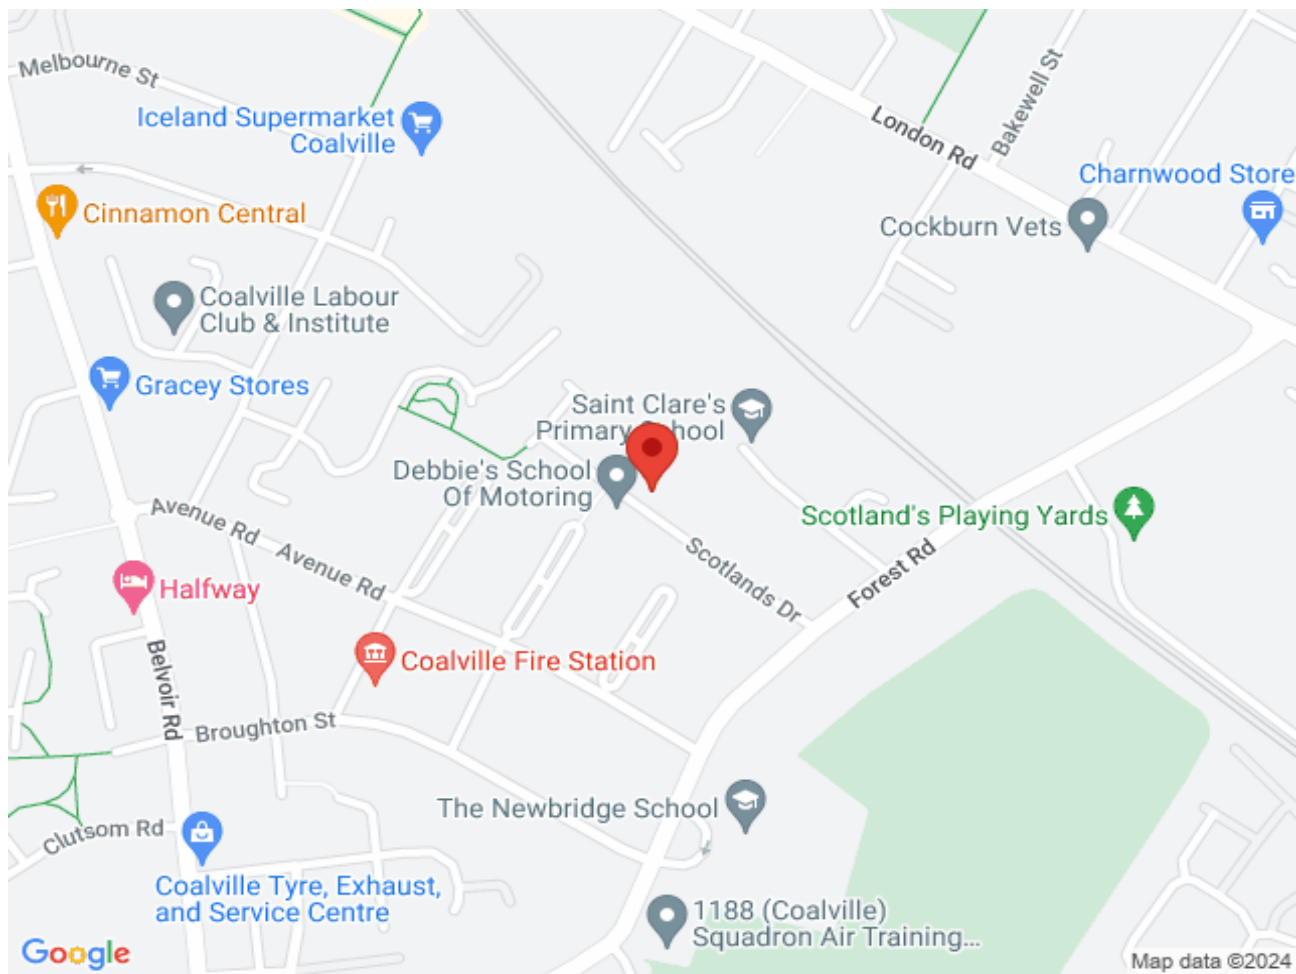 Melbourne St
Iceland Supermarket
Coalville
London Rd
Bakewell St
Charnwood Store
Cinnamon Central
Cockburn Vets
Coalville Labour
Club & Institute
Gracey Stores
Saint Clare's
Primary School
Debbie's School
Of Motoring
Avenue Rd
Avenue Rd
Scotland's Playing Yards
Scotlands Dr
Forest Rd
Halfway
Coalville Fire Station
Belvoir Rd
Broughton St
The Newbridge School
Clutsom Rd
Coalville Tyre, Exhaust,
and Service Centre
1188 (Coalville)
Squadron Air Training...
Google
Map data ©2024